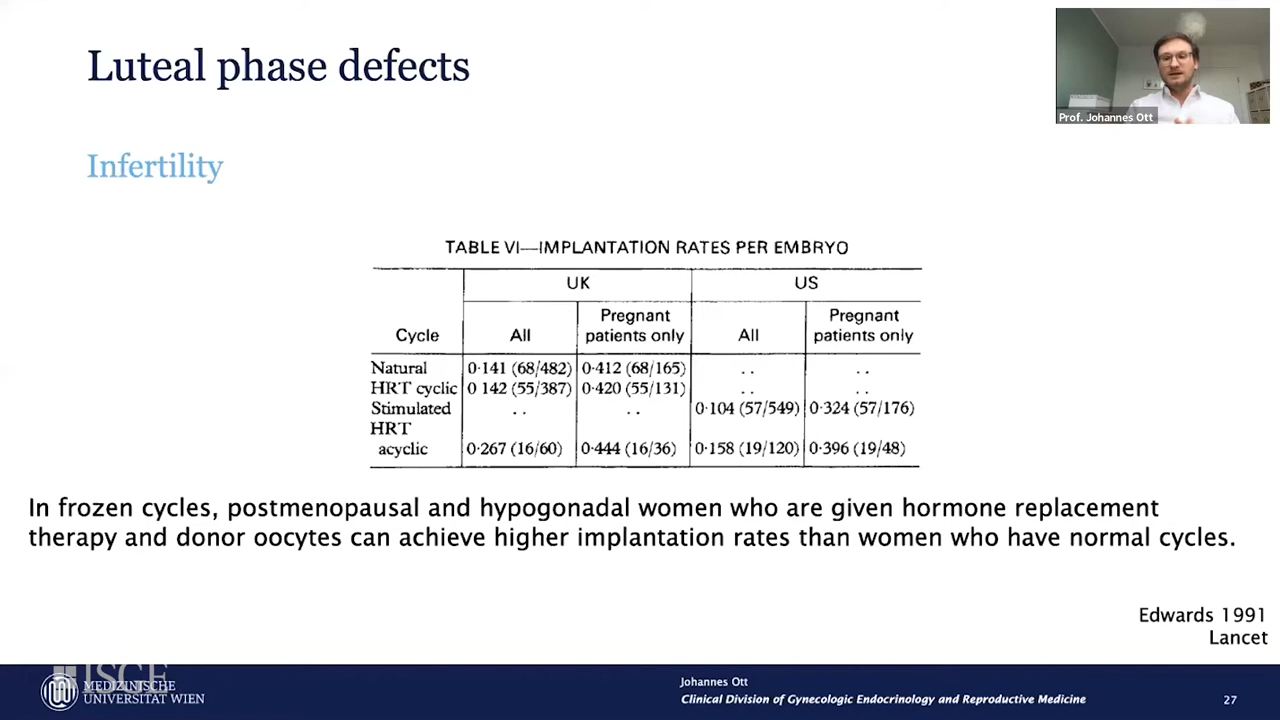 Luteal phase defects
Prof. Johannes Ott
Infertility
TABLE VI—IMPLANTATION RATES PER EMBRYO
UK US
Cycle All Pregnant patients only All Pregnant patients only
Natural 0·141 (68/482) 0·412 (68/165) . . . .
HRT cyclic 0 142 (55/387) 0·420 (55/131) . . . .
Stimulated . . . . 0·104 (57/549) 0·324 (57/176)
HRT
acyclic 0·267 (16/60) 0·444 (16/36) 0·158 (19/120) 0·396 (19/48)
In frozen cycles, postmenopausal and hypogonadal women who are given hormone replacement
therapy and donor oocytes can achieve higher implantation rates than women who have normal cycles.
Edwards 1991
Lancet
ISGE
MEDIZINISCHE
UNIVERSITÄT WIEN
Johannes Ott
Clinical Division of Gynecologic Endocrinology and Reproductive Medicine
27